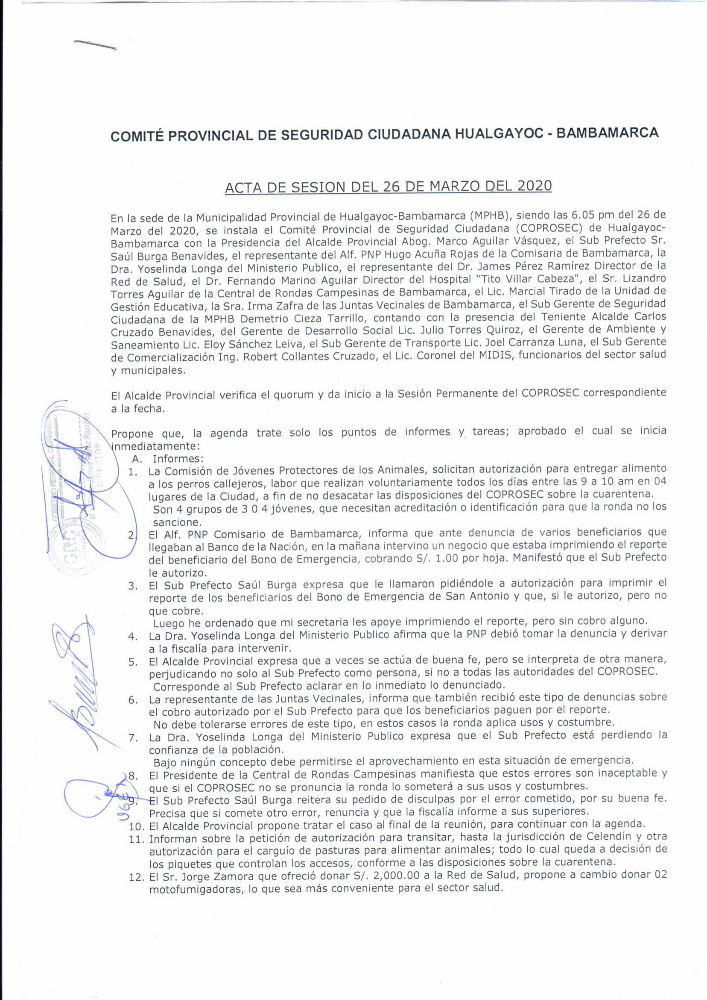 COMITÉ PROVINCIAL DE SEGURIDAD CIUDADANA HUALGAYOC - BAMBAMARCA
ACTA DE SESION DEL 26 DE MARZO DEL 2020
En la sede de la Municipalidad Provincial de Hualgayoc-Bambamarca (MPHB), siendo las 6.05 pm del 26 de
Marzo del 2020, se instala el Comité Provincial de Seguridad Ciudadana (COPROSEC) de Hualgayoc-
Bambamarca con la Presidencia del Alcalde Provincial Abog. Marco Aguilar Vásquez, el Sub Prefecto Sr.
Saúl Burga Benavides, el representante del Alf. PNP Hugo Acuña Rojas de la Comisaria de Bambamarca, la
Dra. Yoselinda Longa del Ministerio Publico, el representante del Dr. James Pérez Ramírez Director de la
Red de Salud, el Dr. Fernando Marino Aguilar Director del Hospital "Tito Villar Cabeza", el Sr. Lizandro
Torres Aguilar de la Central de Rondas Campesinas de Bambamarca, el Lic. Marcial Tirado de la Unidad de
Gestión Educativa, la Sra. Irma Zafra de las Juntas Vecinales de Bambamarca, el Sub Gerente de Seguridad
Ciudadana de la MPHB Demetrio Cieza Tarrillo, contando con la presencia del Teniente Alcalde Carlos
Cruzado Benavides, del Gerente de Desarrollo Social Lic. Julio Torres Quiroz, el Gerente de Ambiente y
Saneamiento Lic. Eloy Sánchez Leiva, el Sub Gerente de Transporte Lic. Joel Carranza Luna, el Sub Gerente
de Comercialización Ing. Robert Collantes Cruzado, el Lic. Coronel del MIDIS, funcionarios del sector salud
y municipales.
El Alcalde Provincial verifica el quorum y da inicio a la Sesión Permanente del COPROSEC correspondiente
a la fecha.
Propone que, la agenda trate solo los puntos de informes y tareas; aprobado el cual se inicia
inmediatamente:
A. Informes:
1. La Comisión de Jóvenes Protectores de los Animales, solicitan autorización para entregar alimento
a los perros callejeros, labor que realizan voluntariamente todos los días entre las 9 a 10 am en 04
lugares de la Ciudad, a fin de no desacatar las disposiciones del COPROSEC sobre la cuarentena.
Son 4 grupos de 3 0 4 jóvenes, que necesitan acreditación o identificación para que la ronda no los
sancione.
2. El Alf. PNP Comisario de Bambamarca, informa que ante denuncia de varios beneficiarios que
llegaban al Banco de la Nación, en la mañana intervino un negocio que estaba imprimiendo el reporte
del beneficiario del Bono de Emergencia, cobrando S/. 1.00 por hoja. Manifestó que el Sub Prefecto
le autorizo.
3. El Sub Prefecto Saúl Burga expresa que le llamaron pidiéndole a autorización para imprimir el
reporte de los beneficiarios del Bono de Emergencia de San Antonio y que, si le autorizo, pero no
que cobre.
Luego he ordenado que mi secretaria les apoye imprimiendo el reporte, pero sin cobro alguno.
4. La Dra. Yoselinda Longa del Ministerio Publico afirma que la PNP debió tomar la denuncia y derivar
a la fiscalía para intervenir.
5. El Alcalde Provincial expresa que a veces se actúa de buena fe, pero se interpreta de otra manera,
perjudicando no solo al Sub Prefecto como persona, si no a todas las autoridades del COPROSEC.
Corresponde al Sub Prefecto aclarar en lo inmediato lo denunciado.
6. La representante de las Juntas Vecinales, informa que también recibió este tipo de denuncias sobre
el cobro autorizado por el Sub Prefecto para que los beneficiarios paguen por el reporte.
No debe tolerarse errores de este tipo, en estos casos la ronda aplica usos y costumbre.
7. La Dra. Yoselinda Longa del Ministerio Publico expresa que el Sub Prefecto está perdiendo la
confianza de la población.
Bajo ningún concepto debe permitirse el aprovechamiento en esta situación de emergencia.
8. El Presidente de la Central de Rondas Campesinas manifiesta que estos errores son inaceptable y
que si el COPROSEC no se pronuncia la ronda lo someterá a sus usos y costumbres.
9. El Sub Prefecto Saúl Burga reitera su pedido de disculpas por el error cometido, por su buena fe.
Precisa que si comete otro error, renuncia y que la fiscalía informe a sus superiores.
10. El Alcalde Provincial propone tratar el caso al final de la reunión, para continuar con la agenda.
11. Informan sobre la petición de autorización para transitar, hasta la jurisdicción de Celendín y otra
autorización para el carguío de pasturas para alimentar animales; todo lo cual queda a decisión de
los piquetes que controlan los accesos, conforme a las disposiciones sobre la cuarentena.
12. El Sr. Jorge Zamora que ofreció donar S/. 2,000.00 a la Red de Salud, propone a cambio donar 02
motofumigadoras, lo que sea más conveniente para el sector salud.
GOBIERNO REGIONAL CAJAMARCA
James Pérez Ramírez
DIRECTOR